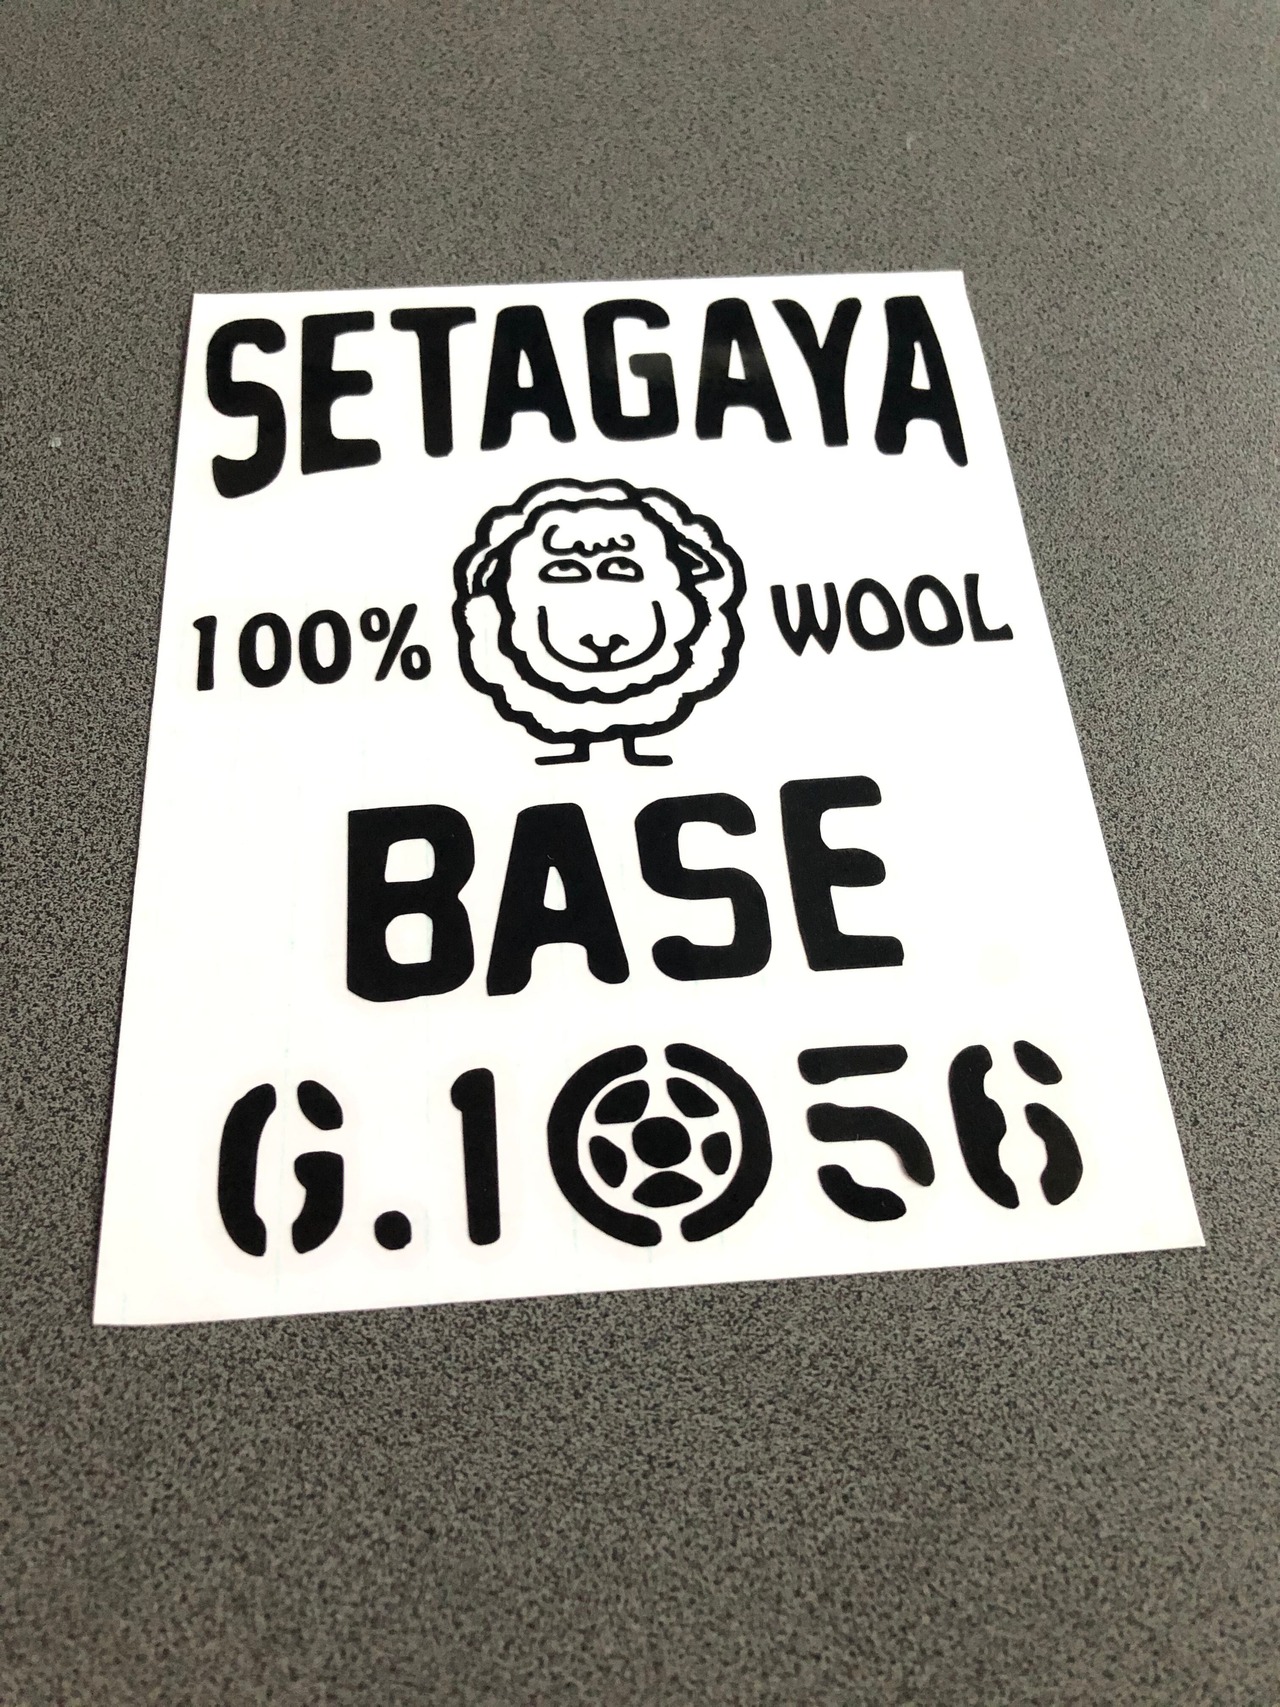 SETAGAYA
100% WOOL
BASE
G.1056